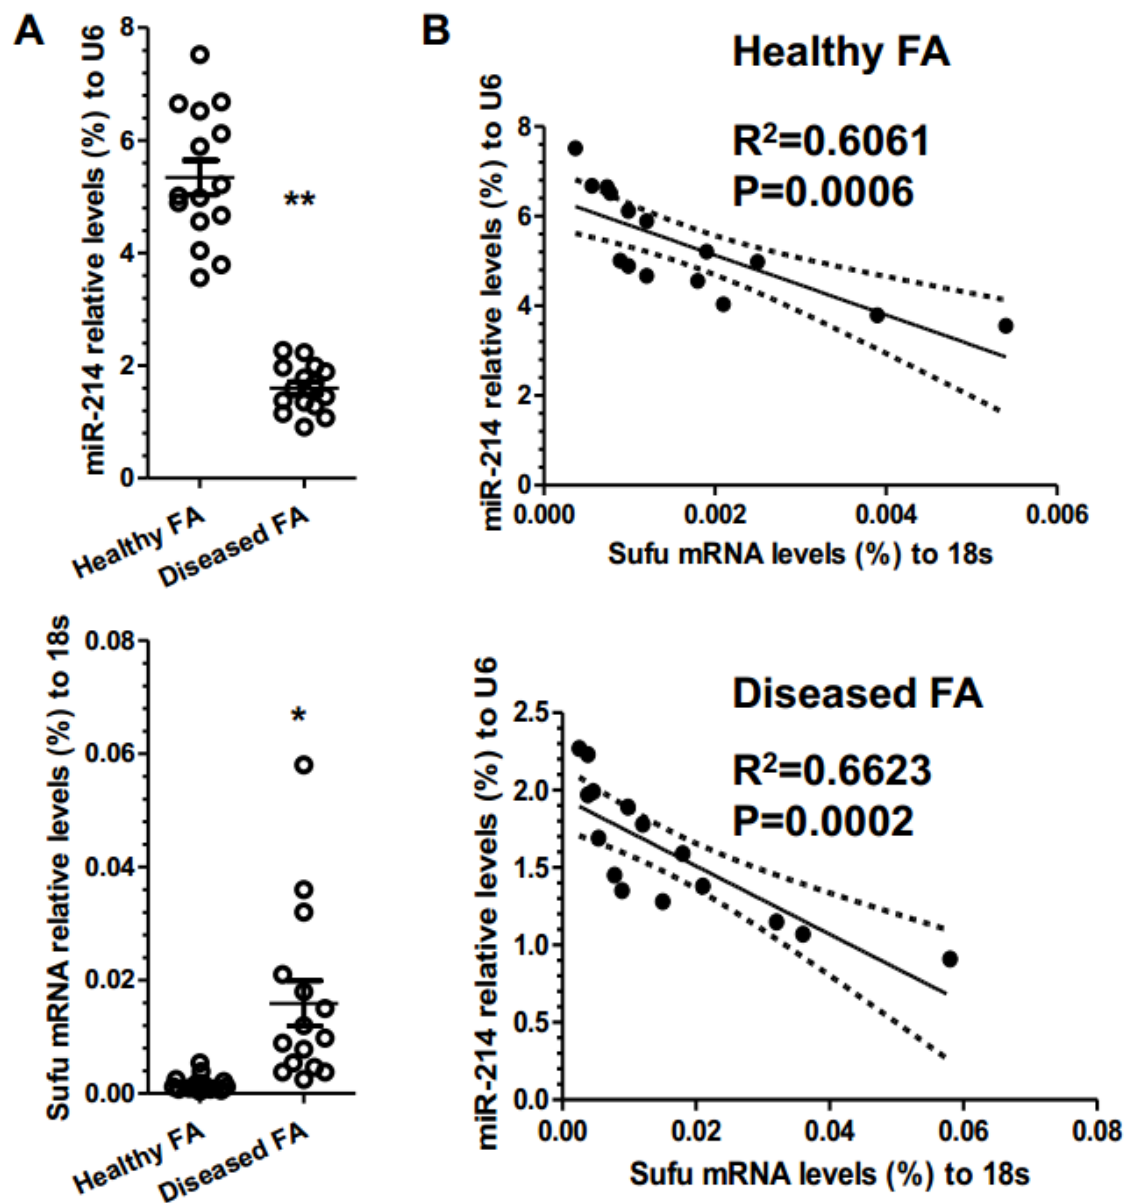 A
miR-214 relative levels (%) to U6
8
6
4
2
0
**
Healthy FA
Diseased FA
Sufu mRNA relative levels (%) to 18s
0.08
0.06
0.04
0.02
0.00
*
Healthy FA
Diseased FA
B
Healthy FA
R²=0.6061
P=0.0006
miR-214 relative levels (%) to U6
8
6
4
2
0
0.000 0.002 0.004 0.006
Sufu mRNA levels (%) to 18s
Diseased FA
R²=0.6623
P=0.0002
miR-214 relative levels (%) to U6
2.5
2.0
1.5
1.0
0.5
0.0
0.00 0.02 0.04 0.06 0.08
Sufu mRNA levels (%) to 18s